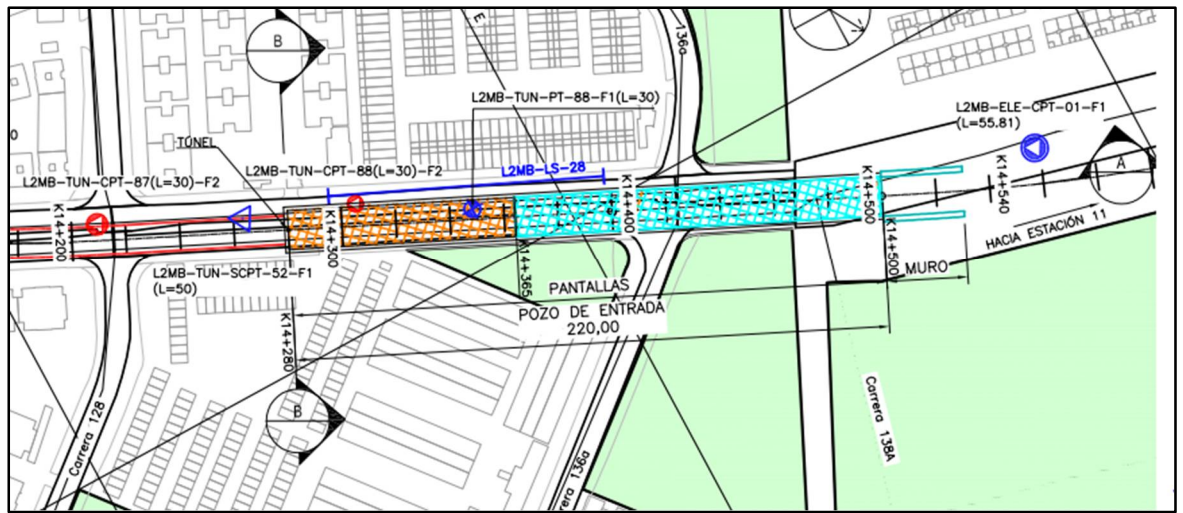 B
E
136a
L2MB-TUN-PT-88-F1(L=30)
L2MB-ELE-CPT-01-F1
(L=55.81)
O
TÚNEL
L2MB-TUN-CPT-88(L=30)-F2
L2MB-LS-28
L2MB-TUN-CPT-87(L=30)-F2
A
K14+200
K14+300
K14+400
K14+500
K14+540
HACIA ESTACIÓN 11
K14+500
L2MB-TUN-SCPT-52-F1
(L=50)
K14+365
MURO
PANTALLAS
POZO DE ENTRADA
220,00
K14+280
B
Carrera 128
Carrera 138A
rera 136a